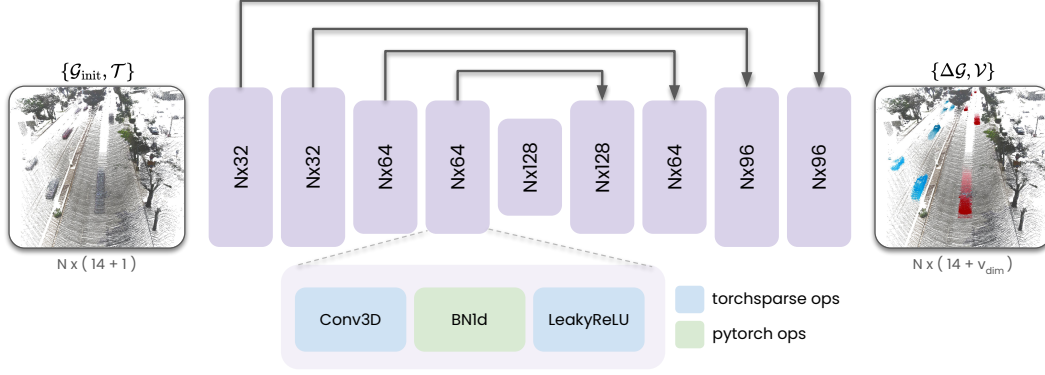 {𝒢init, 𝒯}
{Δ𝒢, 𝒱}
Nx32
Nx32
Nx64
Nx64
Nx128
Nx128
Nx64
Nx96
Nx96
N x ( 14 + 1 )
N x ( 14 + vdim )
Conv3D
BN1d
LeakyReLU
torchsparse ops
pytorch ops